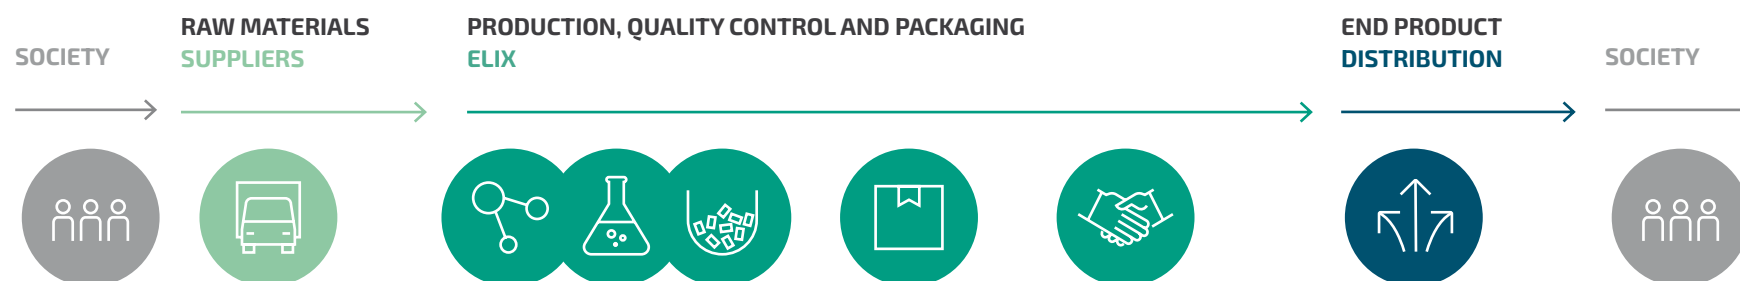 SOCIETY
RAW MATERIALS
SUPPLIERS
PRODUCTION, QUALITY CONTROL AND PACKAGING
ELIX
END PRODUCT
DISTRIBUTION
SOCIETY